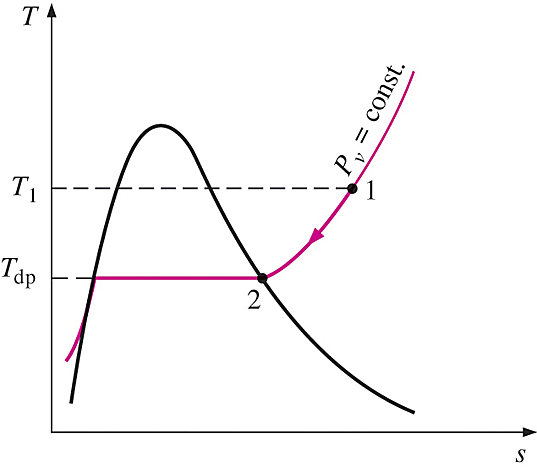 T
P_v = const.
T_1
1
T_dp
2
s